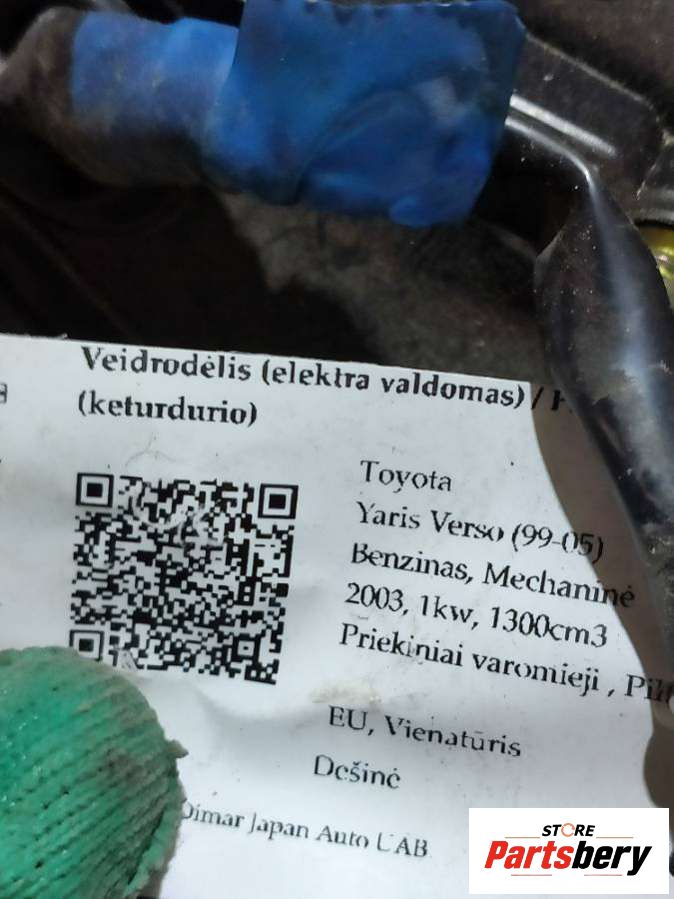 Veidrodėlis (elektra valdomas) /
(keturdurio)
Toyota
Yaris Verso (99-05)
Benzinas, Mechaninė
2003, 1kw, 1300cm3
Priekiniai varomieji ,
EU, Vienatūris
Dešinė
Dimar Japan Auto UAB
STORE
Partsbery